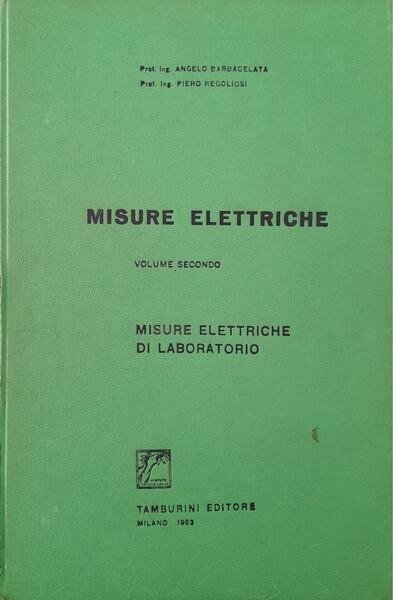 Prof. Ing. ANGELO BARBAGELATA
Prof. Ing. PIERO REGOLIOSI
MISURE ELETTRICHE
VOLUME SECONDO
MISURE ELETTRICHE
DI LABORATORIO
TAMBURINI EDITORE
MILANO 1963